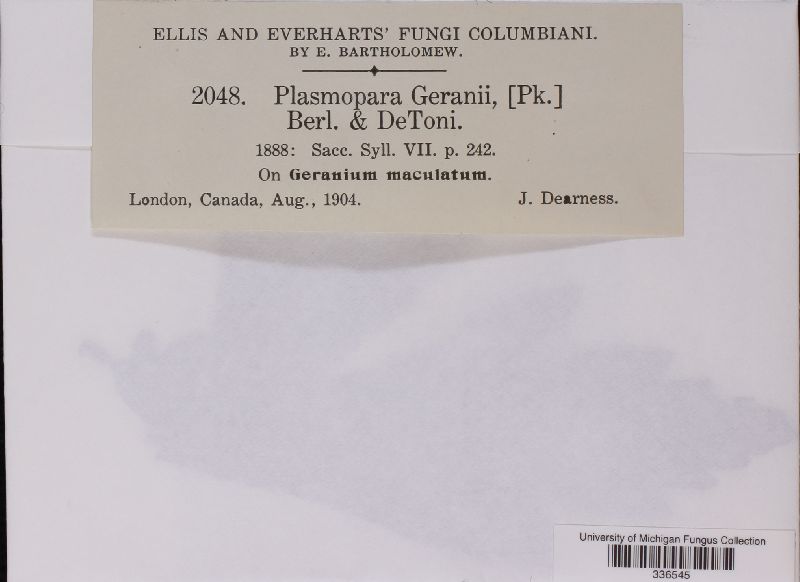 ELLIS AND EVERHARTS' FUNGI COLUMBIANI.
BY E. BARTHOLOMEW.
2048. Plasmopara Geranii, [Pk.]
Berl. & DeToni.
1888: Sacc. Syll. VII. p. 242.
On Geranium maculatum.
London, Canada, Aug., 1904. J. Dearness.
University of Michigan Fungus Collection
336545